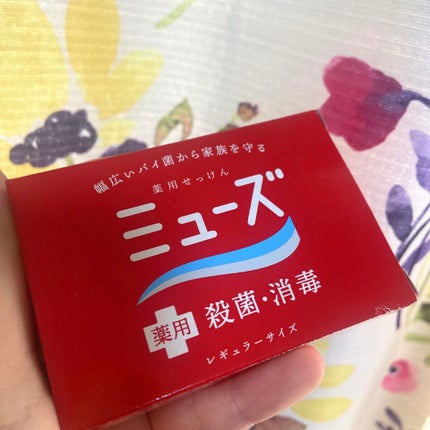 幅広いバイ菌から家族を守る
薬用せっけん
ミューズ
薬用
殺菌・消毒
レギュラーサイズ